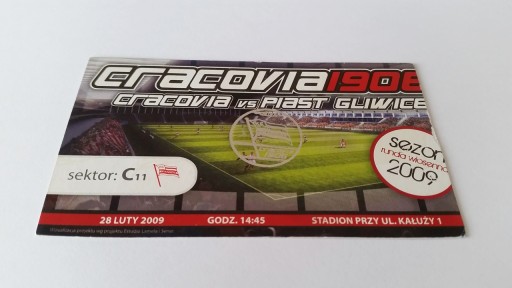 CRACOVIA1906
CRACOVIA vs PIAST GLIWICE
sezon
runda wiosenna
2009
sektor: C11
28 LUTY 2009 GODZ. 14:45 STADION PRZY UL. KAŁUŻY 1